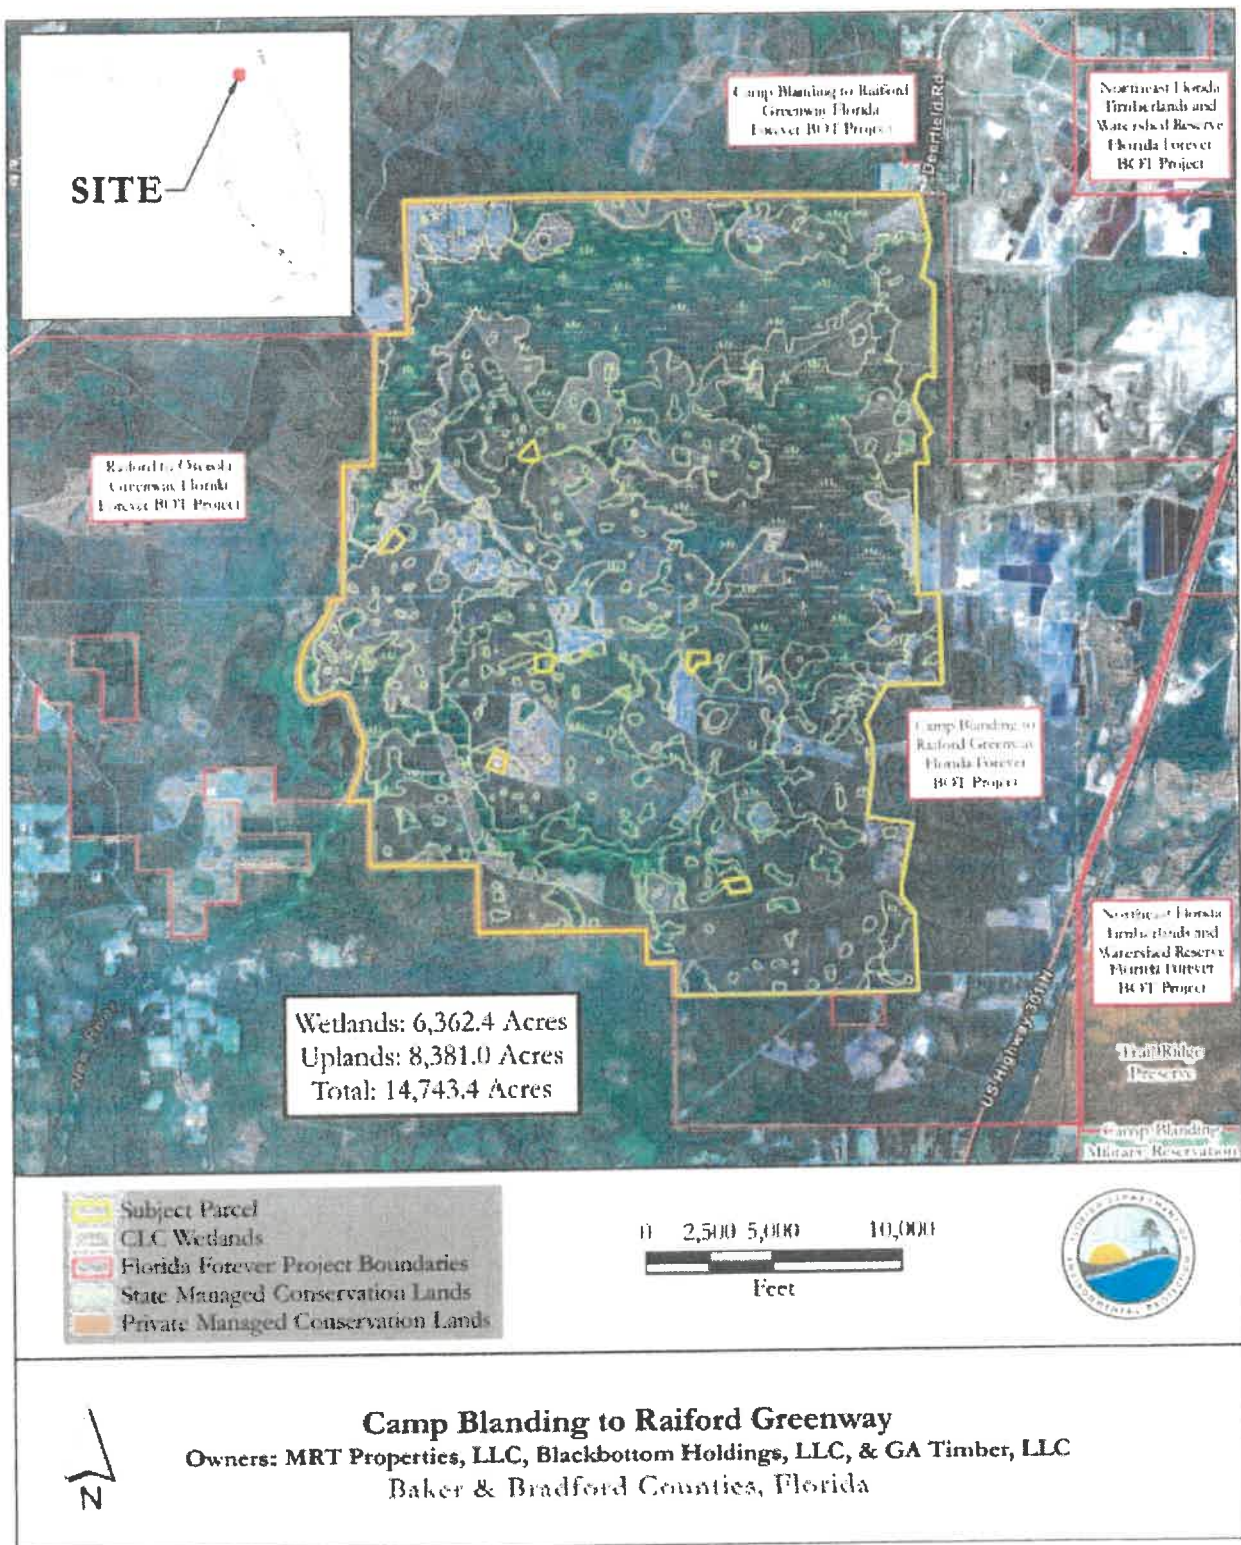 SITE
Camp Blanding to Raiford
Greenway Florida
Forever BOT Project
Deerfield Rd
Northeast Florida
Timberlands and
Watershed Reserve
Florida Forever
BOT Project
Raiford to Osceola
Greenway Florida
Forever BOT Project
Camp Blanding to
Raiford Greenway
Florida Forever
BOT Project
Northeast Florida
Timberlands and
Watershed Reserve
Florida Forever
BOT Project
US Highway 301 N
Trail Ridge
Preserve
Camp Blanding
Military Reservation
Wetlands: 6,362.4 Acres
Uplands: 8,381.0 Acres
Total: 14,743.4 Acres
Subject Parcel
CLC Wetlands
Florida Forever Project Boundaries
State Managed Conservation Lands
Private Managed Conservation Lands
0 2,500 5,000 10,000
Feet
FLORIDA DEPARTMENT OF
ENVIRONMENTAL PROTECTION
N
Camp Blanding to Raiford Greenway
Owners: MRT Properties, LLC, Blackbottom Holdings, LLC, & GA Timber, LLC
Baker & Bradford Counties, Florida